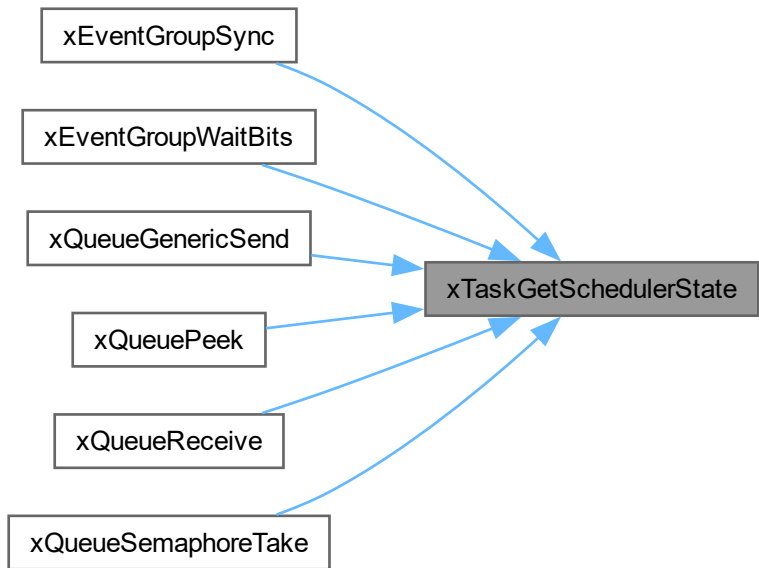 xEventGroupSync
xEventGroupWaitBits
xQueueGenericSend
xTaskGetSchedulerState
xQueuePeek
xQueueReceive
xQueueSemaphoreTake